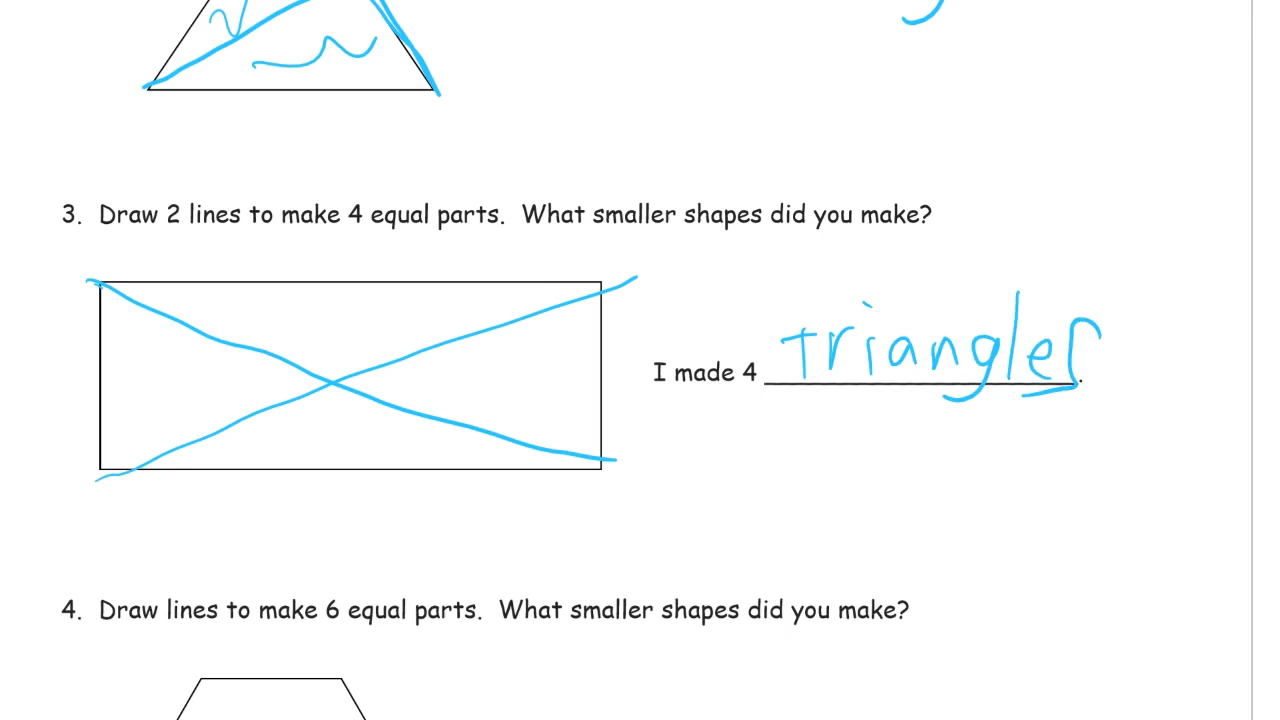 3. Draw 2 lines to make 4 equal parts. What smaller shapes did you make?
I made 4 triangles.
4. Draw lines to make 6 equal parts. What smaller shapes did you make?